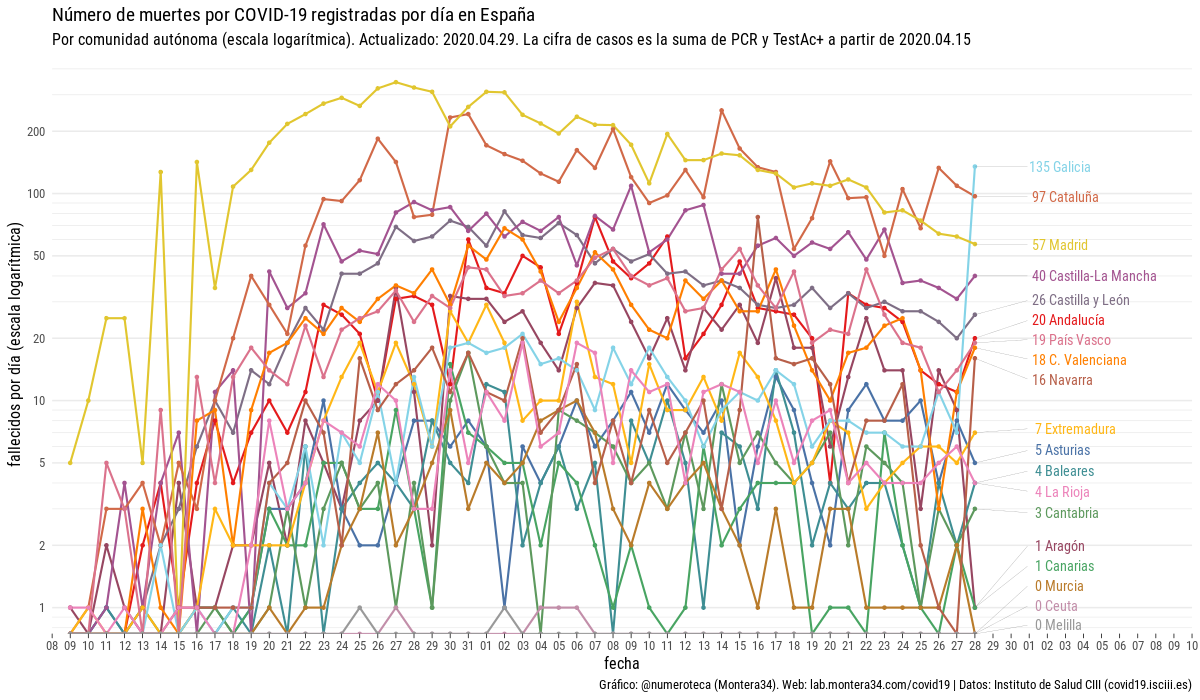 Número de muertes por COVID-19 registradas por día en España
Por comunidad autónoma (escala logarítmica). Actualizado: 2020.04.29. La cifra de casos es la suma de PCR y TestAc+ a partir de 2020.04.15
fallecidos por día (escala logarítmica)
200
100
50
20
10
5
2
1
135 Galicia
97 Cataluña
57 Madrid
40 Castilla-La Mancha
26 Castilla y León
20 Andalucía
19 País Vasco
18 C. Valenciana
16 Navarra
7 Extremadura
5 Asturias
4 Baleares
4 La Rioja
3 Cantabria
1 Aragón
1 Canarias
0 Murcia
0 Ceuta
0 Melilla
08 09 10 11 12 13 14 15 16 17 18 19 20 21 22 23 24 25 26 27 28 29 30 31 01 02 03 04 05 06 07 08 09 10 11 12 13 14 15 16 17 18 19 20 21 22 23 24 25 26 27 28 29 30 01 02 03 04 05 06 07 08 09 10
fecha
Gráfico: @numeroteca (Montera34). Web: lab.montera34.com/covid19 | Datos: Instituto de Salud CIII (covid19.isciii.es)